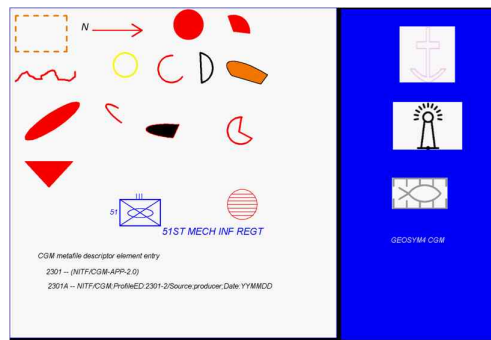 N
51
51ST MECH INF REGT
CGM metafile descriptor element entry
2301 -- (NITF/CGM-APP-2.0)
2301A -- NITF/CGM;ProfileED:2301-2/Source:producer;Date:YYMMDD
GEOSYM4 CGM